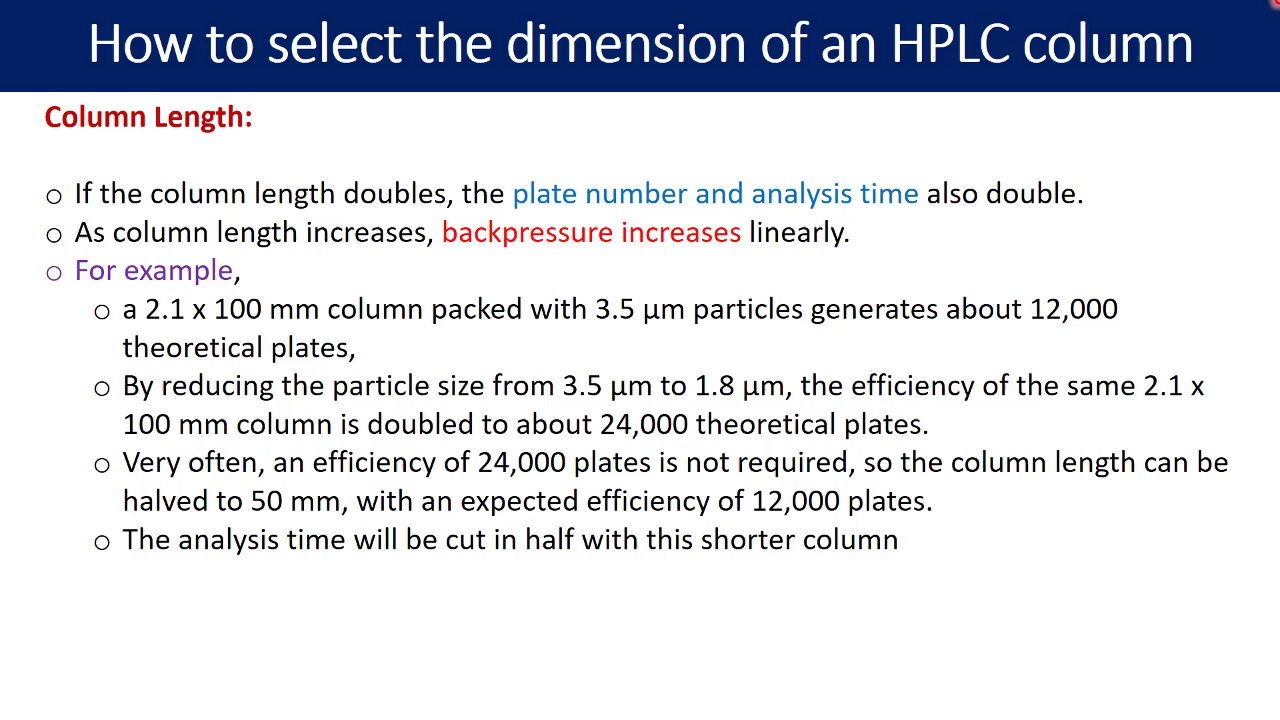 How to select the dimension of an HPLC column
Column Length:
o If the column length doubles, the plate number and analysis time also double.
o As column length increases, backpressure increases linearly.
o For example,
o a 2.1 x 100 mm column packed with 3.5 µm particles generates about 12,000
theoretical plates,
o By reducing the particle size from 3.5 µm to 1.8 µm, the efficiency of the same 2.1 x
100 mm column is doubled to about 24,000 theoretical plates.
o Very often, an efficiency of 24,000 plates is not required, so the column length can be
halved to 50 mm, with an expected efficiency of 12,000 plates.
o The analysis time will be cut in half with this shorter column